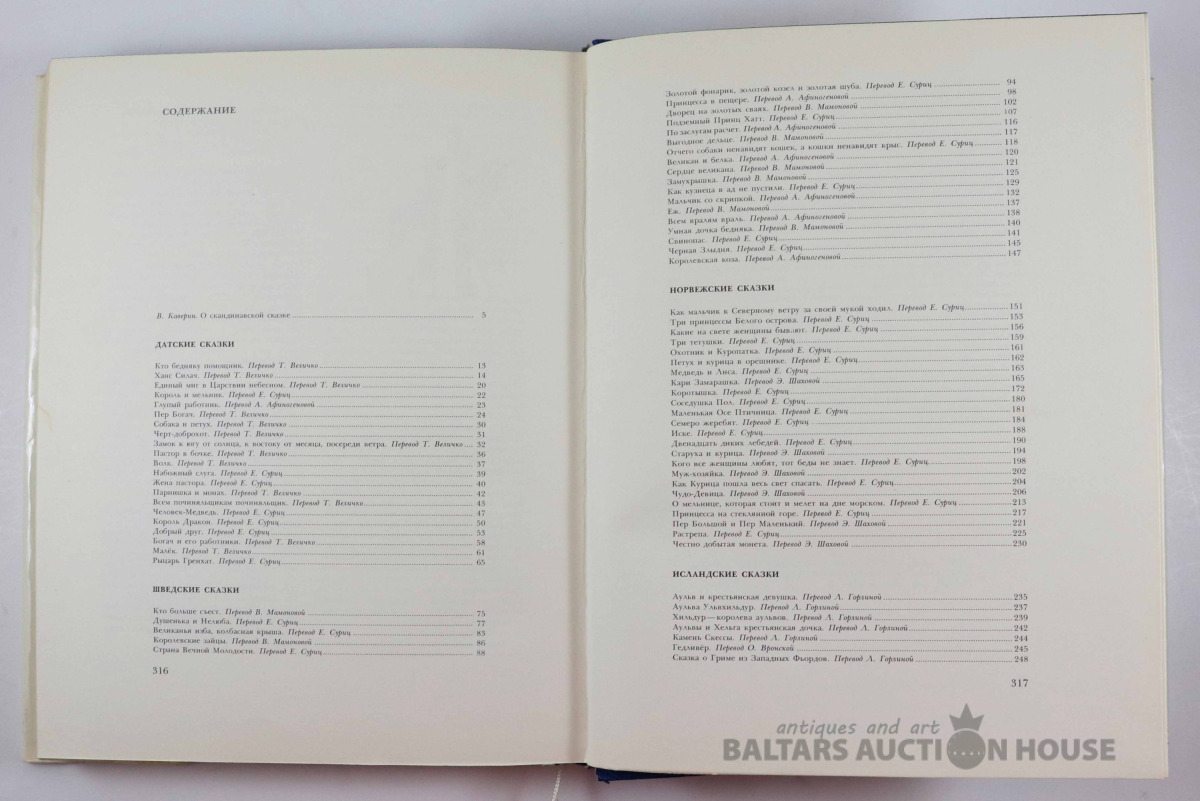 СОДЕРЖАНИЕ
В. Каверин. О скандинавской сказке 5
ДАТСКИЕ СКАЗКИ
Кто бедняку помощник. Перевод Т. Величко 13
Ханс Силач. Перевод Т. Величко 14
Единый миг в Царствии небесном. Перевод Т. Величко 20
Король и мельник. Перевод Е. Суриц 22
Глупый работник. Перевод А. Афиногеновой 23
Пер Богач. Перевод Т. Величко 24
Собака и петух. Перевод Т. Величко 30
Черт-доброхот. Перевод Т. Величко 31
Замок к югу от солнца, к востоку от месяца, посереди ветра. Перевод Т. Величко 32
Пастор в бочке. Перевод Т. Величко 36
Волк. Перевод Т. Величко 37
Набожный слуга. Перевод Е. Суриц 39
Жена пастора. Перевод Е. Суриц 40
Парнишка и монах. Перевод Т. Величко 42
Всем починяльщикам починяльщик. Перевод Т. Величко 43
Человек-Медведь. Перевод Е. Суриц 47
Король Дракон. Перевод Е. Суриц 50
Добрый друг. Перевод Е. Суриц 53
Богач и его работники. Перевод Т. Величко 58
Малёк. Перевод Т. Величко 61
Рыцарь Гренхат. Перевод Е. Суриц 65
ШВЕДСКИЕ СКАЗКИ
Кто больше съест. Перевод В. Мамоновой 75
Душенька и Нелюба. Перевод Е. Суриц 77
Великанья изба, колбасная крыша. Перевод Е. Суриц 83
Королевские зайцы. Перевод В. Мамоновой 86
Страна Вечной Молодости. Перевод Е. Суриц 88
316
Золотой фонарик, золотой козел и золотая шуба. Перевод Е. Суриц 94
Принцесса в пещере. Перевод А. Афиногеновой 98
Дворец на золотых сваях. Перевод В. Мамоновой 102
Подземный Принц Хатт. Перевод Е. Суриц 107
По заслугам расчет. Перевод А. Афиногеновой 116
Выгодное дельце. Перевод В. Мамоновой 117
Отчего собаки ненавидят кошек, а кошки ненавидят крыс. Перевод Е. Суриц 118
Великан и белка. Перевод А. Афиногеновой 120
Сердце великана. Перевод В. Мамоновой 121
Замухрышка. Перевод В. Мамоновой 125
Как кузнеца в ад не пустили. Перевод Е. Суриц 129
Мальчик со скрипкой. Перевод А. Афиногеновой 132
Еж. Перевод В. Мамоновой 137
Всем вралям враль. Перевод А. Афиногеновой 138
Умная дочка бедняка. Перевод В. Мамоновой 140
Свинопас. Перевод Е. Суриц 141
Черная Злыдня. Перевод Е. Суриц 145
Королевская коза. Перевод А. Афиногеновой 147
НОРВЕЖСКИЕ СКАЗКИ
Как мальчик к Северному ветру за своей мукой ходил. Перевод Е. Суриц 151
Три принцессы Белого острова. Перевод Е. Суриц 153
Какие на свете женщины бывают. Перевод Е. Суриц 156
Три тетушки. Перевод Е. Суриц 159
Охотник и Куропатка. Перевод Е. Суриц 161
Петух и курица в орешнике. Перевод Е. Суриц 162
Медведь и Лиса. Перевод Е. Суриц 163
Кари Замарашка. Перевод Э. Шаховой 165
Коротышка. Перевод Е. Суриц 172
Соседушка Пол. Перевод Е. Суриц 180
Маленькая Осе Птичница. Перевод Е. Суриц 181
Семеро жеребят. Перевод Е. Суриц 184
Иске. Перевод Е. Суриц 188
Двенадцать диких лебедей. Перевод Е. Суриц 190
Старуха и курица. Перевод Э. Шаховой 194
Кого все женщины любят, тот беды не знает. Перевод Е. Суриц 198
Муж-хозяйка. Перевод Э. Шаховой 202
Как Курица пошла весь свет спасать. Перевод Е. Суриц 204
Чудо-Девица. Перевод Э. Шаховой 206
О мельнице, которая стоит и мелет на дне морском. Перевод Е. Суриц 213
Принцесса на стеклянной горе. Перевод Е. Суриц 217
Пер Большой и Пер Маленький. Перевод Э. Шаховой 221
Растрепа. Перевод Е. Суриц 225
Честно добытая монета. Перевод Э. Шаховой 230
ИСЛАНДСКИЕ СКАЗКИ
Аульв и крестьянская девушка. Перевод Л. Горлиной 235
Аульва Ульвхильдур. Перевод Л. Горлиной 237
Хильдур — королева аульвов. Перевод Л. Горлиной 239
Аульвы и Хельга крестьянская дочка. Перевод Л. Горлиной 242
Камень Скессы. Перевод Л. Горлиной 244
Гедливёр. Перевод О. Вронской 245
Сказка о Гриме из Западных Фьордов. Перевод Л. Горлиной 248
317
antiques and art
BALTARS AUCTION HOUSE